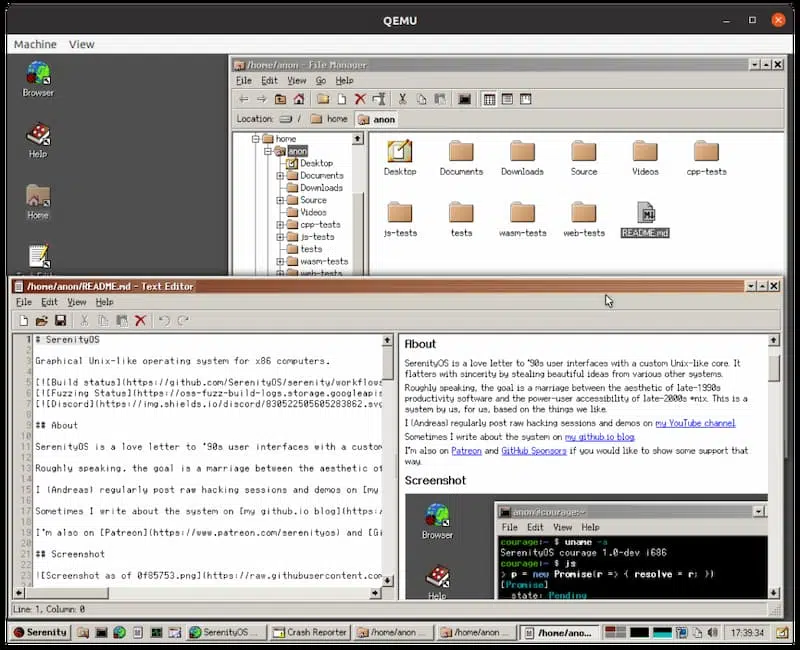 QEMU
Machine View
Browser
Help
Home
/home/anon - File Manager
File Edit View Go Help
Location: / home anon
home
anon
Desktop
Documents
Downloads
Source
Videos
cpp-tests
js-tests
tests
wasm-tests
web-tests
Desktop Documents Downloads Source Videos cpp-tests
js-tests tests wasm-tests web-tests README.md
/home/anon/README.md - Text Editor
File Edit View Help
1 # SerenityOS
2
3 Graphical Unix-like operating system for x86 computers.
4
5 [![Build status](https://github.com/SerenityOS/serenity/workflows
6 [![Fuzzing Status](https://oss-fuzz-build-logs.storage.googleapis
7 [![Discord](https://img.shields.io/discord/830522505605283862.svg
8
9 ## About
10
11 SerenityOS is a love letter to '90s user interfaces with a custom
12
13 Roughly speaking, the goal is a marriage between the aesthetic of
14
15 I (Andreas) regularly post raw hacking sessions and demos on [my
16
17 Sometimes I write about the system on [my github.io blog](https:/
18
19 I'm also on [Patreon](https://www.patreon.com/serenityos) and [Gi
20
21 ## Screenshot
22
23 ![Screenshot as of 0f85753.png](https://raw.githubusercontent.com
About
SerenityOS is a love letter to '90s user interfaces with a custom Unix-like core. It
flatters with sincerity by stealing beautiful ideas from various other systems.
Roughly speaking, the goal is a marriage between the aesthetic of late-1990s
productivity software and the power-user accessibility of late-2000s *nix. This is a
system by us, for us, based on the things we like.
I (Andreas) regularly post raw hacking sessions and demos on my YouTube channel.
Sometimes I write about the system on my github.io blog.
I'm also on Patreon and GitHub Sponsors if you would like to show some support that
way.
Screenshot
Browser
Help
anon@courage:~
File Edit View Help
courage:~ $ uname -a
SerenityOS courage 1.0-dev i686
courage:~ $ js
> p = new Promise(r => { resolve = r; })
[Promise]
state: Pending
Line: 1, Column: 0
Serenity SerenityOS ... Crash Reporter /home/anon ... /home/anon ... /home/ano... 17:39:34